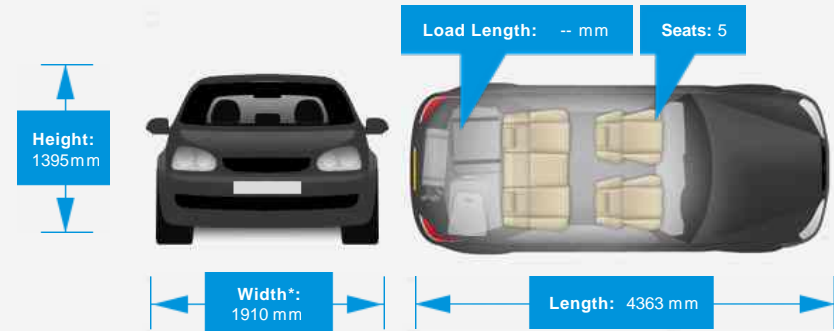 Load Length: -- mm
Seats: 5
Height:
1395mm
Width*:
1910 mm
Length: 4363 mm